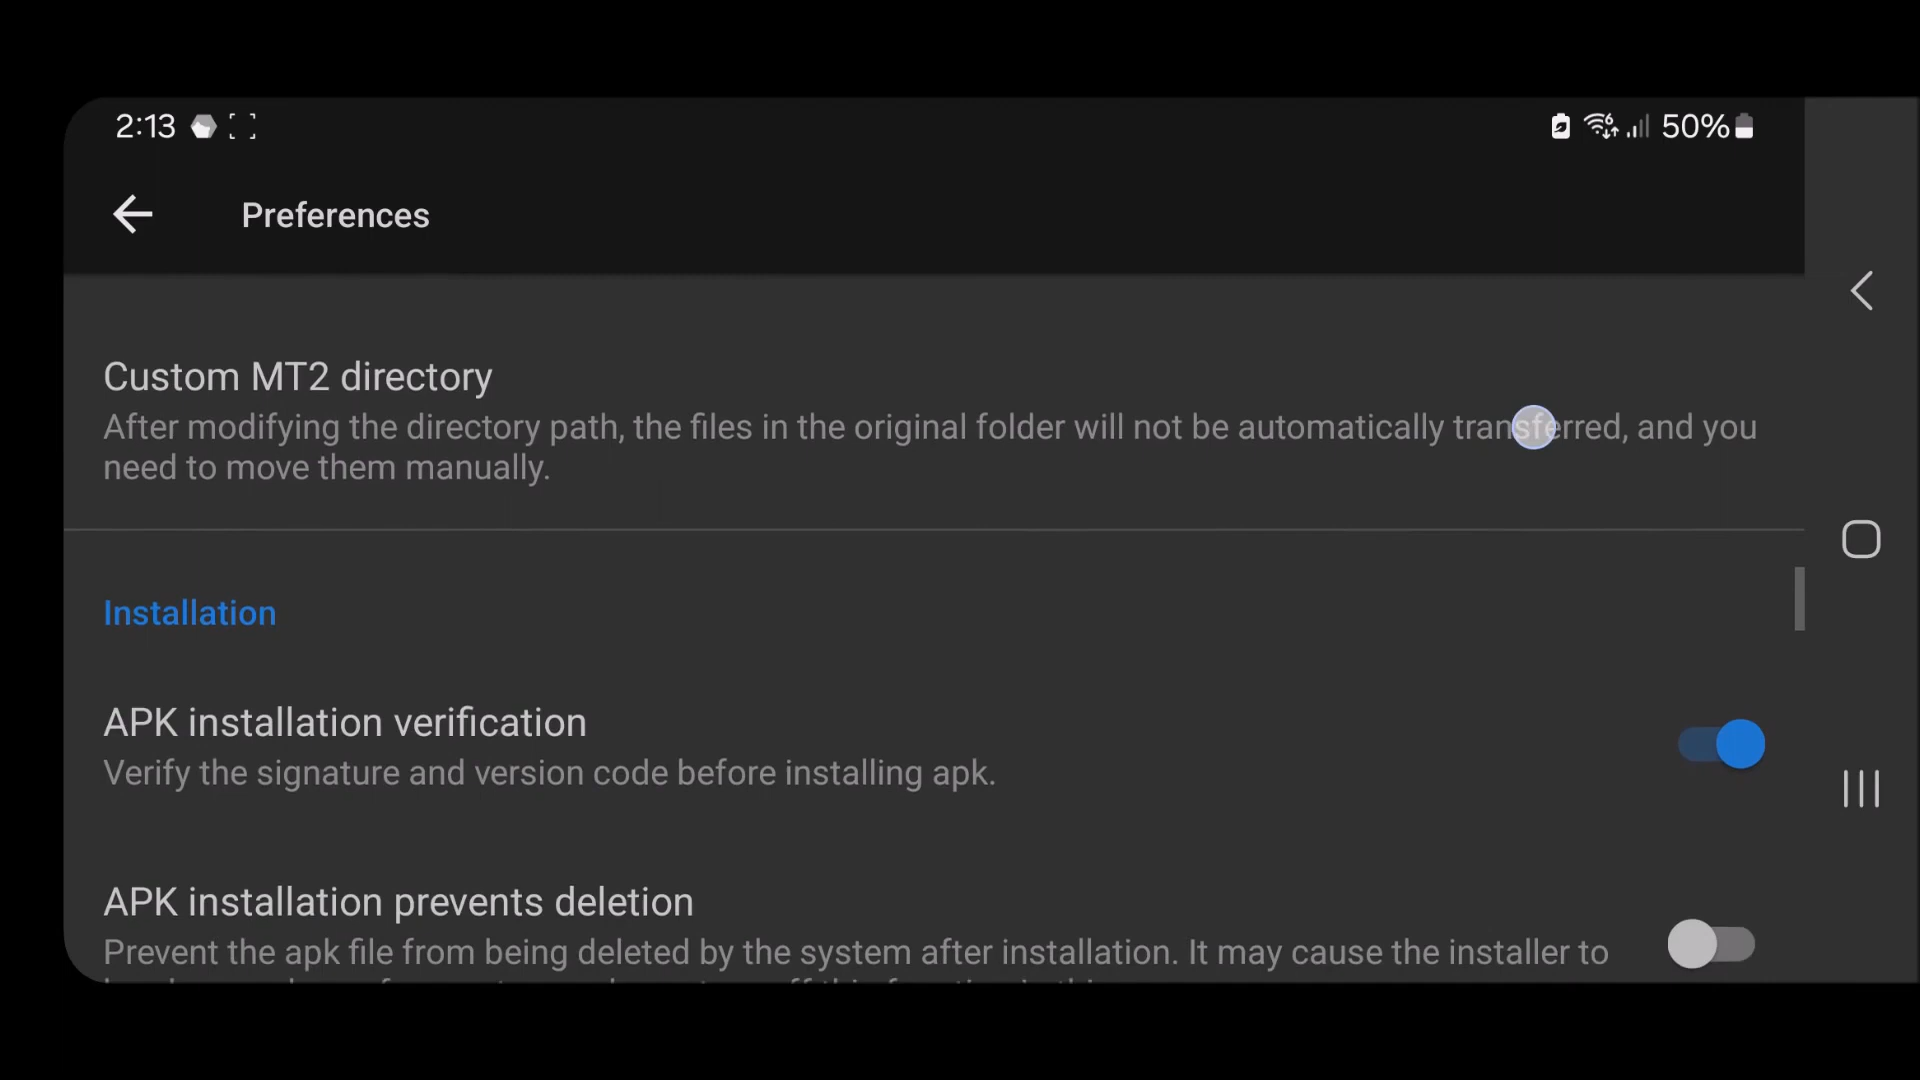 2:13
50%
Preferences
Custom MT2 directory
After modifying the directory path, the files in the original folder will not be automatically transferred, and you
need to move them manually.
Installation
APK installation verification
Verify the signature and version code before installing apk.
APK installation prevents deletion
Prevent the apk file from being deleted by the system after installation. It may cause the installer to